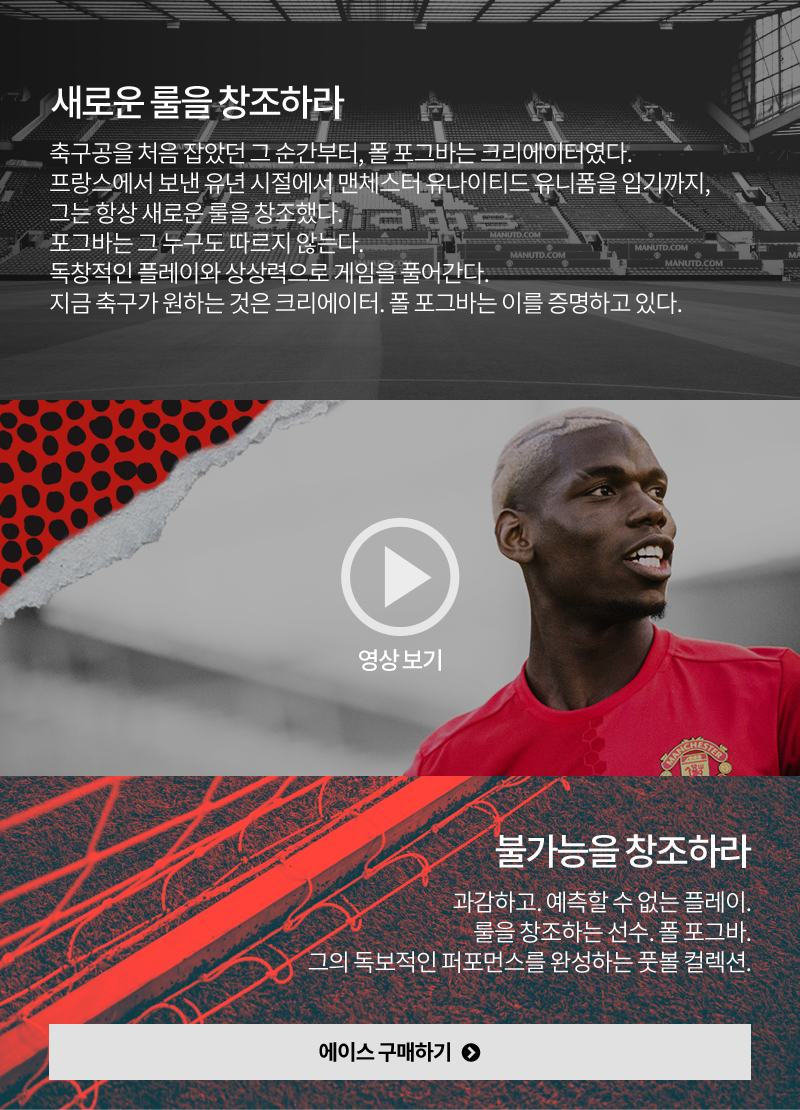 새로운 룰을 창조하라
축구공을 처음 잡았던 그 순간부터, 폴 포그바는 크리에이터였다.
프랑스에서 보낸 유년 시절에서 맨체스터 유나이티드 유니폼을 입기까지,
그는 항상 새로운 룰을 창조했다.
포그바는 그 누구도 따르지 않는다.
독창적인 플레이와 상상력으로 게임을 풀어간다.
지금 축구가 원하는 것은 크리에이터. 폴 포그바는 이를 증명하고 있다.
MANUTD.COM
MANUTD.COM
MANUTD.COM
MANUTD.COM
영상 보기
MANCHESTER
불가능을 창조하라
과감하고. 예측할 수 없는 플레이.
룰을 창조하는 선수. 폴 포그바.
그의 독보적인 퍼포먼스를 완성하는 풋볼 컬렉션.
에이스 구매하기